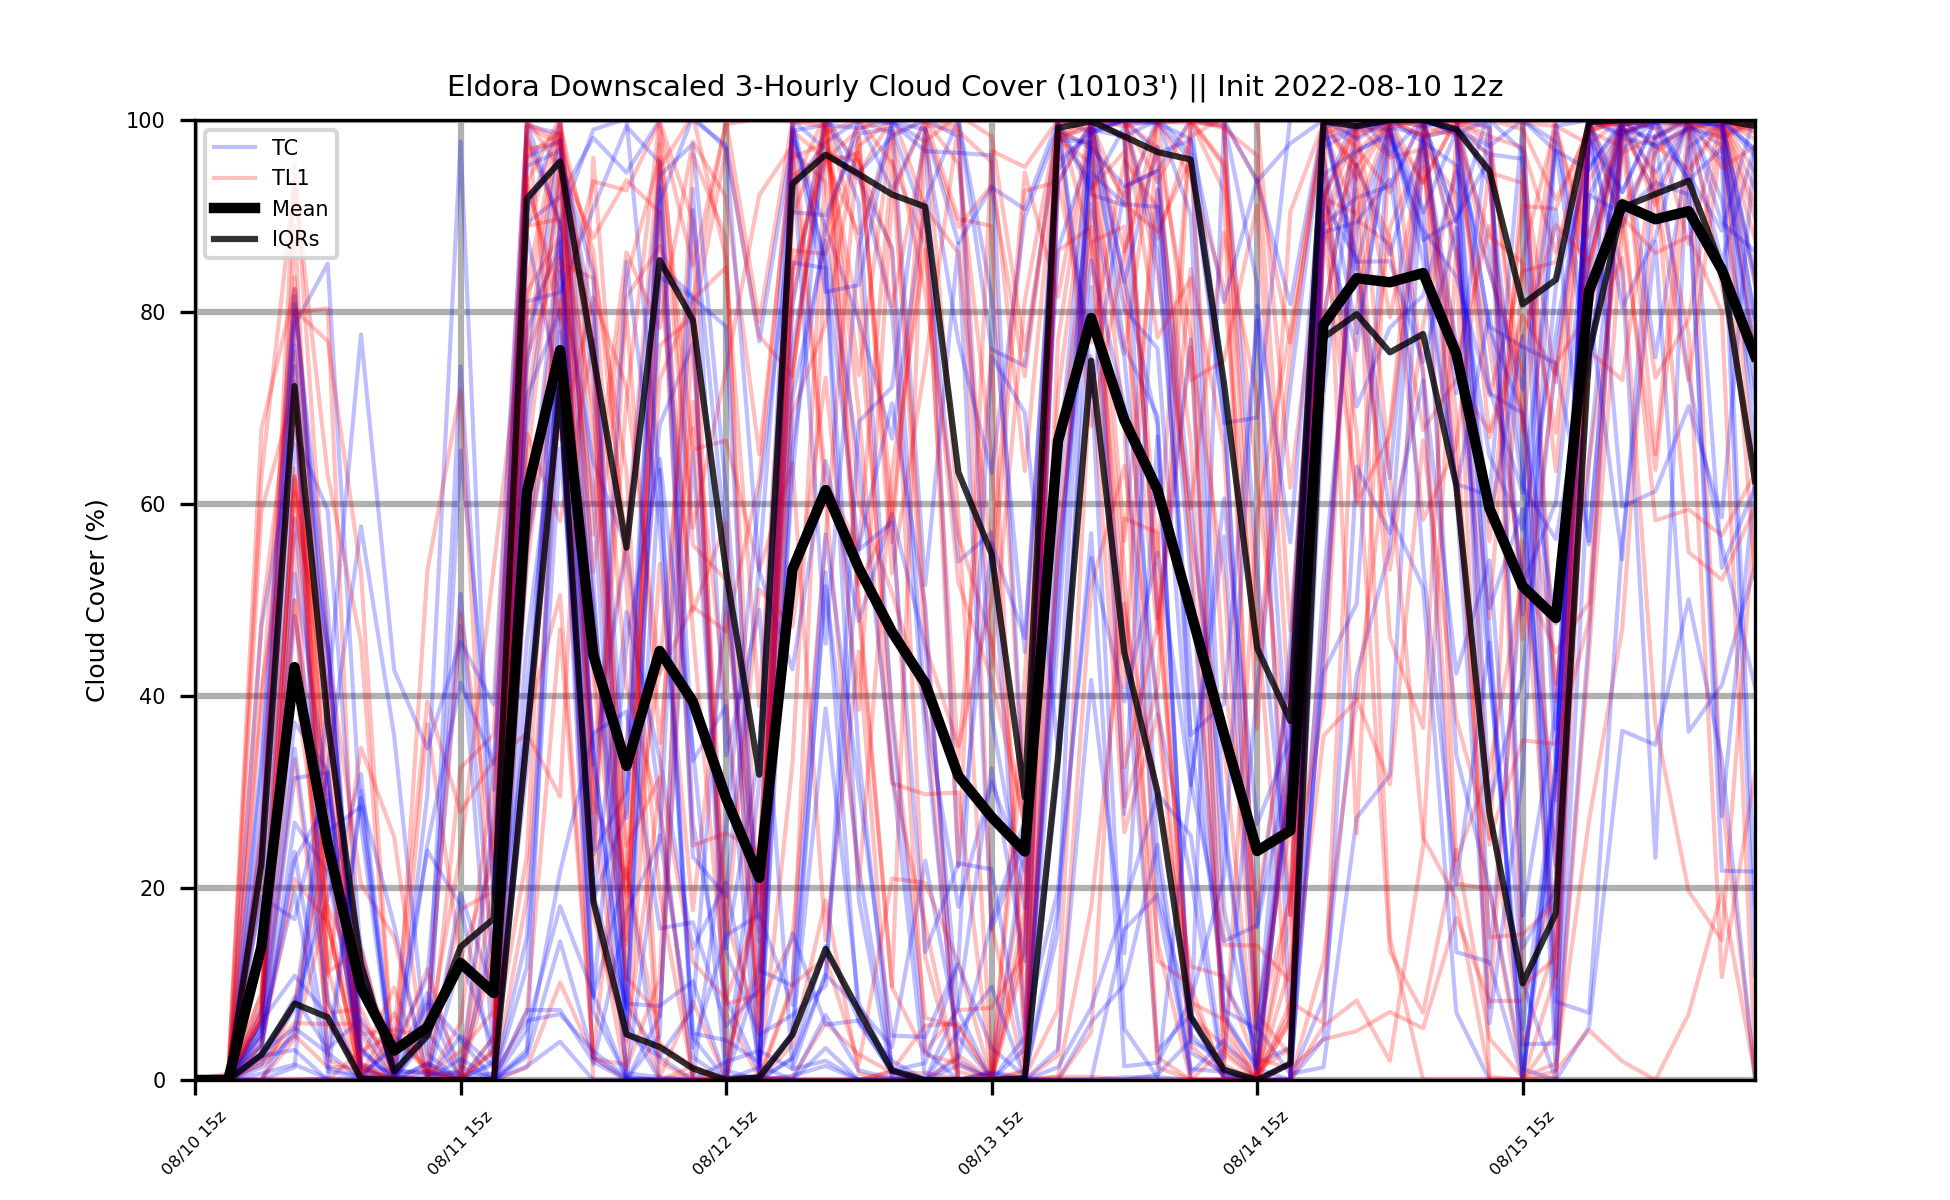 Eldora Downscaled 3-Hourly Cloud Cover (10103') || Init 2022-08-10 12z
100
80
60
40
20
0
Cloud Cover (%)
TC
TL1
Mean
IQRs
08/10 15z
08/11 15z
08/12 15z
08/13 15z
08/14 15z
08/15 15z